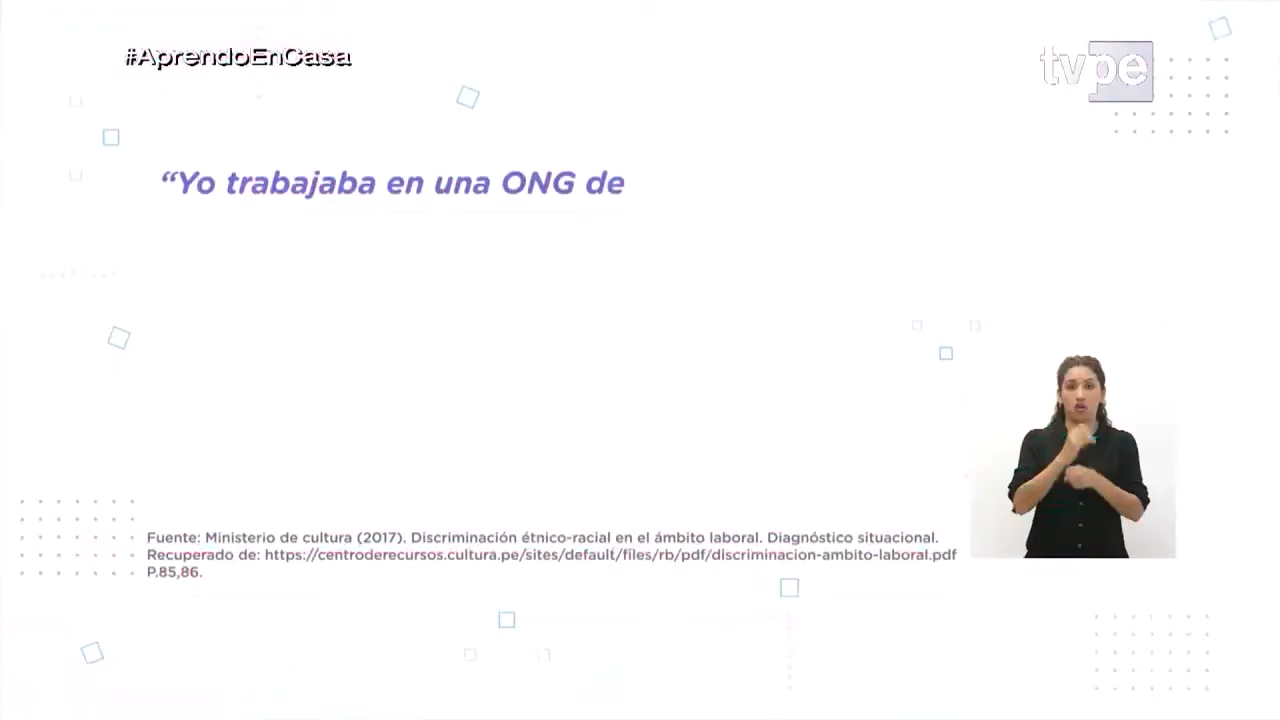 #AprendoEnCasa
tvpe
“Yo trabajaba en una ONG de
Fuente: Ministerio de cultura (2017). Discriminación étnico-racial en el ámbito laboral. Diagnóstico situacional.
Recuperado de: https://centroderecursos.cultura.pe/sites/default/files/rb/pdf/discriminacion-ambito-laboral.pdf
P.85,86.